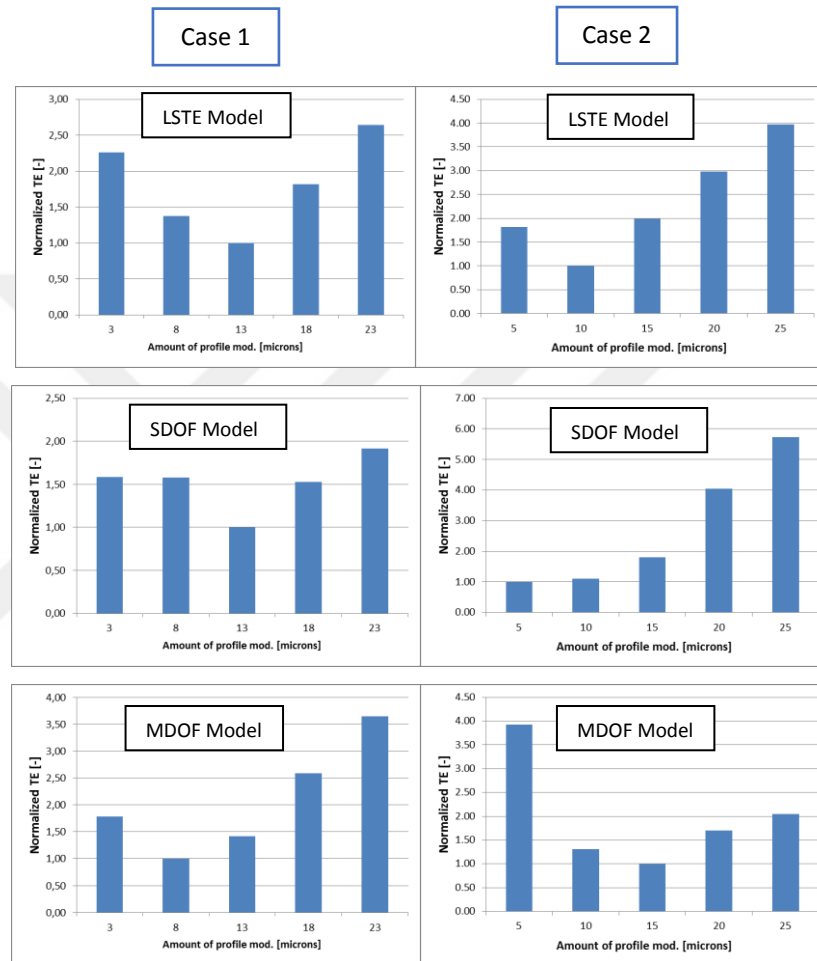 Case 1
Case 2
LSTE Model
Normalized TE [-]
3,00
2,50
2,00
1,50
1,00
0,50
0,00
3 8 13 18 23
Amount of profile mod. [microns]
LSTE Model
Normalized TE [-]
4.50
4.00
3.50
3.00
2.50
2.00
1.50
1.00
0.50
0.00
5 10 15 20 25
Amount of profile mod. [microns]
SDOF Model
Normalized TE [-]
2,50
2,00
1,50
1,00
0,50
0,00
3 8 13 18 23
Amount of profile mod. [microns]
SDOF Model
Normalized TE [-]
7.00
6.00
5.00
4.00
3.00
2.00
1.00
0.00
5 10 15 20 25
Amount of profile mod. [microns]
MDOF Model
Normalized TE [-]
4,00
3,50
3,00
2,50
2,00
1,50
1,00
0,50
0,00
3 8 13 18 23
Amount of profile mod. [microns]
MDOF Model
Normalized TE [-]
4.50
4.00
3.50
3.00
2.50
2.00
1.50
1.00
0.50
0.00
5 10 15 20 25
Amount of profile mod. [microns]